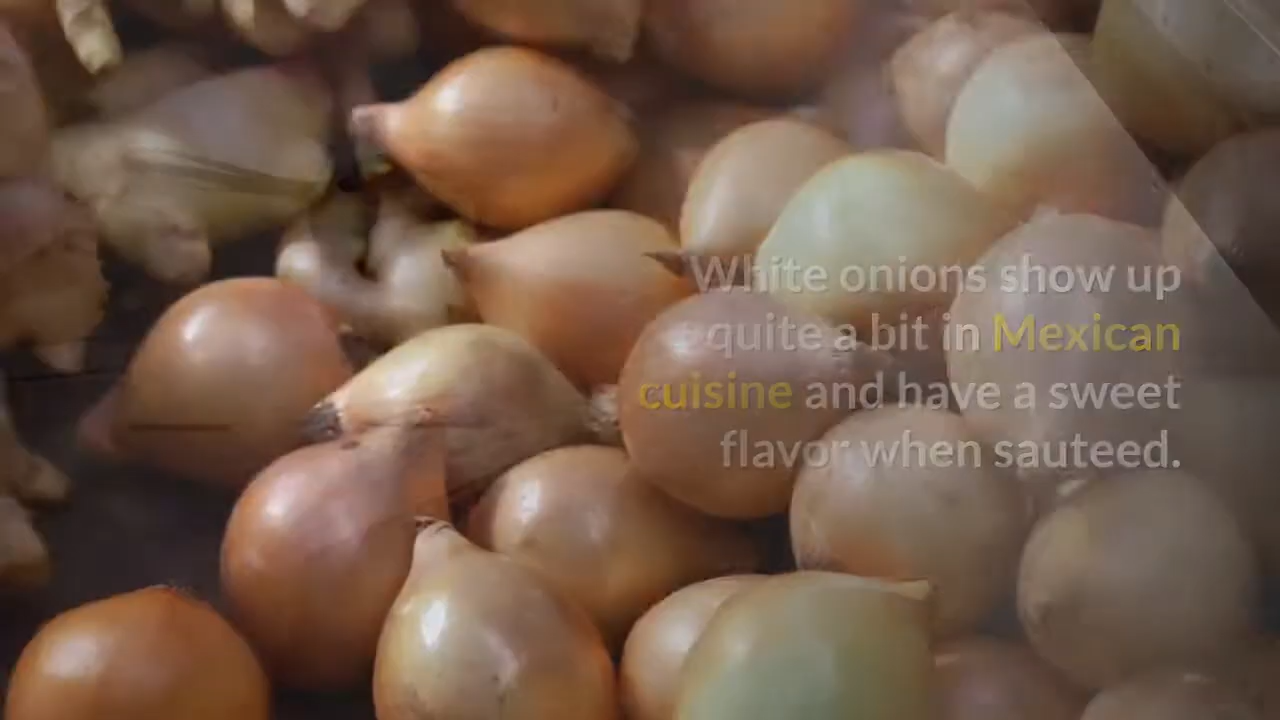 White onions show up
quite a bit in Mexican
cuisine and have a sweet
flavor when sauteed.